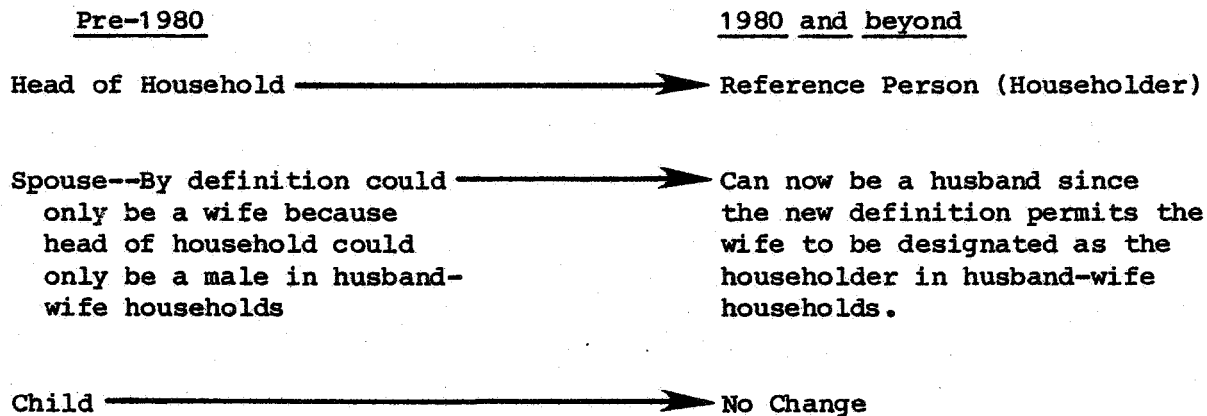 Pre-1980
1980 and beyond
Head of Household
Reference Person (Householder)
Spouse--By definition could
only be a wife because
head of household could
only be a male in husband-
wife households
Can now be a husband since
the new definition permits the
wife to be designated as the
householder in husband-wife
households.
Child
No Change